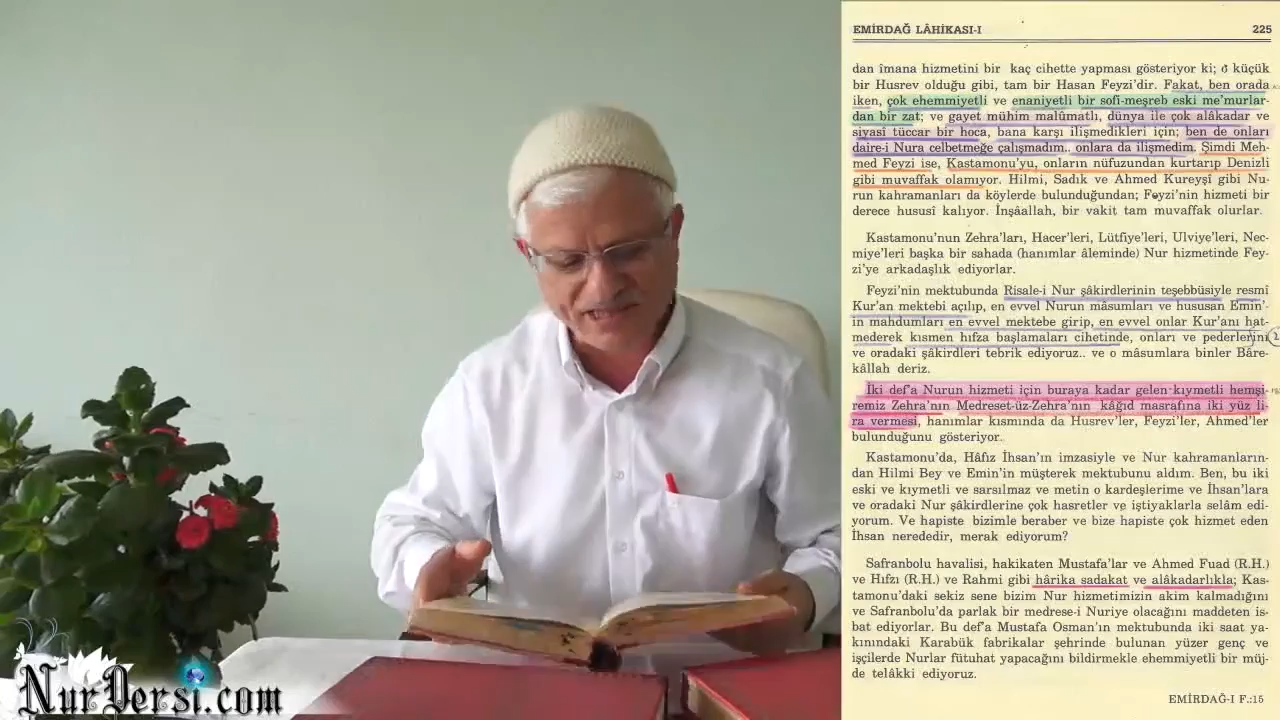 EMİRDAĞ LÂHİKASI-I 225
dan îmana hizmetini bir kaç cihette yapması gösteriyor ki; o küçük
bir Husrev olduğu gibi, tam bir Hasan Feyzi'dir. Fakat, ben orada
iken, çok ehemmiyetli ve enaniyetli bir sofi-meşreb eski me'murlar-
dan bir zat; ve gayet mühim malûmatlı, dünya ile çok alâkadar ve
siyasî tüccar bir hoca, bana karşı ilişmedikleri için; ben de onları
daire-i Nura celbetmeğe çalışmadım.. onlara da ilişmedim. Şimdi Meh-
med Feyzi ise, Kastamonu'yu, onların nüfuzundan kurtarıp Denizli
gibi muvaffak olamıyor. Hilmi, Sadık ve Ahmed Kureyşî gibi Nu-
run kahramanları da köylerde bulunduğundan; Feyzi'nin hizmeti bir
derece hususî kalıyor. İnşâallah, bir vakit tam muvaffak olurlar.
Kastamonu'nun Zehra'ları, Hacer'leri, Lütfiye'leri, Ulviye'leri, Nec-
miye'leri başka bir sahada (hanımlar âleminde) Nur hizmetinde Fey-
zi'ye arkadaşlık ediyorlar.
Feyzi'nin mektubunda Risale-i Nur şâkirdlerinin teşebbüsiyle resmî
Kur'an mektebi açılıp, en evvel Nurun mâsumları ve hususan Emin'-
in mahdumları en evvel mektebe girip, en evvel onlar Kur'anı hat-
mederek kısmen hıfza başlamaları cihetinde, onları ve pederlerini
ve oradaki şâkirdleri tebrik ediyoruz.. ve o mâsumlara binler Bâre-
kâllah deriz.
İki def'a Nurun hizmeti için buraya kadar gelen kıymetli hemşi-
remiz Zehra'nın Medreset-üz-Zehra'nın kâğıd masrafına iki yüz li-
ra vermesi, hanımlar kısmında da Husrev'ler, Feyzi'ler, Ahmed'ler
bulunduğunu gösteriyor.
Kastamonu'da, Hâfız İhsan'ın imzasiyle ve Nur kahramanların-
dan Hilmi Bey ve Emin'in müşterek mektubunu aldım. Ben, bu iki
eski ve kıymetli ve sarsılmaz ve metin o kardeşlerime ve İhsan'lara
ve oradaki Nur şâkirdlerine çok hasretler ve iştiyaklarla selâm edi-
yorum. Ve hapiste bizimle beraber ve bize hapiste çok hizmet eden
İhsan nerededir, merak ediyorum?
Safranbolu havalisi, hakikaten Mustafa'lar ve Ahmed Fuad (R.H.)
ve Hıfzı (R.H.) ve Rahmi gibi hârika sadakat ve alâkadarlıkla; Kas-
tamonu'daki sekiz sene bizim Nur hizmetimizin akim kalmadığını
ve Safranbolu'da parlak bir medrese-i Nuriye olacağını maddeten is-
bat ediyorlar. Bu def'a Mustafa Osman'ın mektubunda iki saat ya-
kınındaki Karabük fabrikalar şehrinde bulunan yüzer genç ve
işçilerde Nurlar fütuhat yapacağını bildirmekle ehemmiyetli bir müj-
de telâkki ediyoruz.
EMİRDAĞ-I F.:15
NurDersi.com